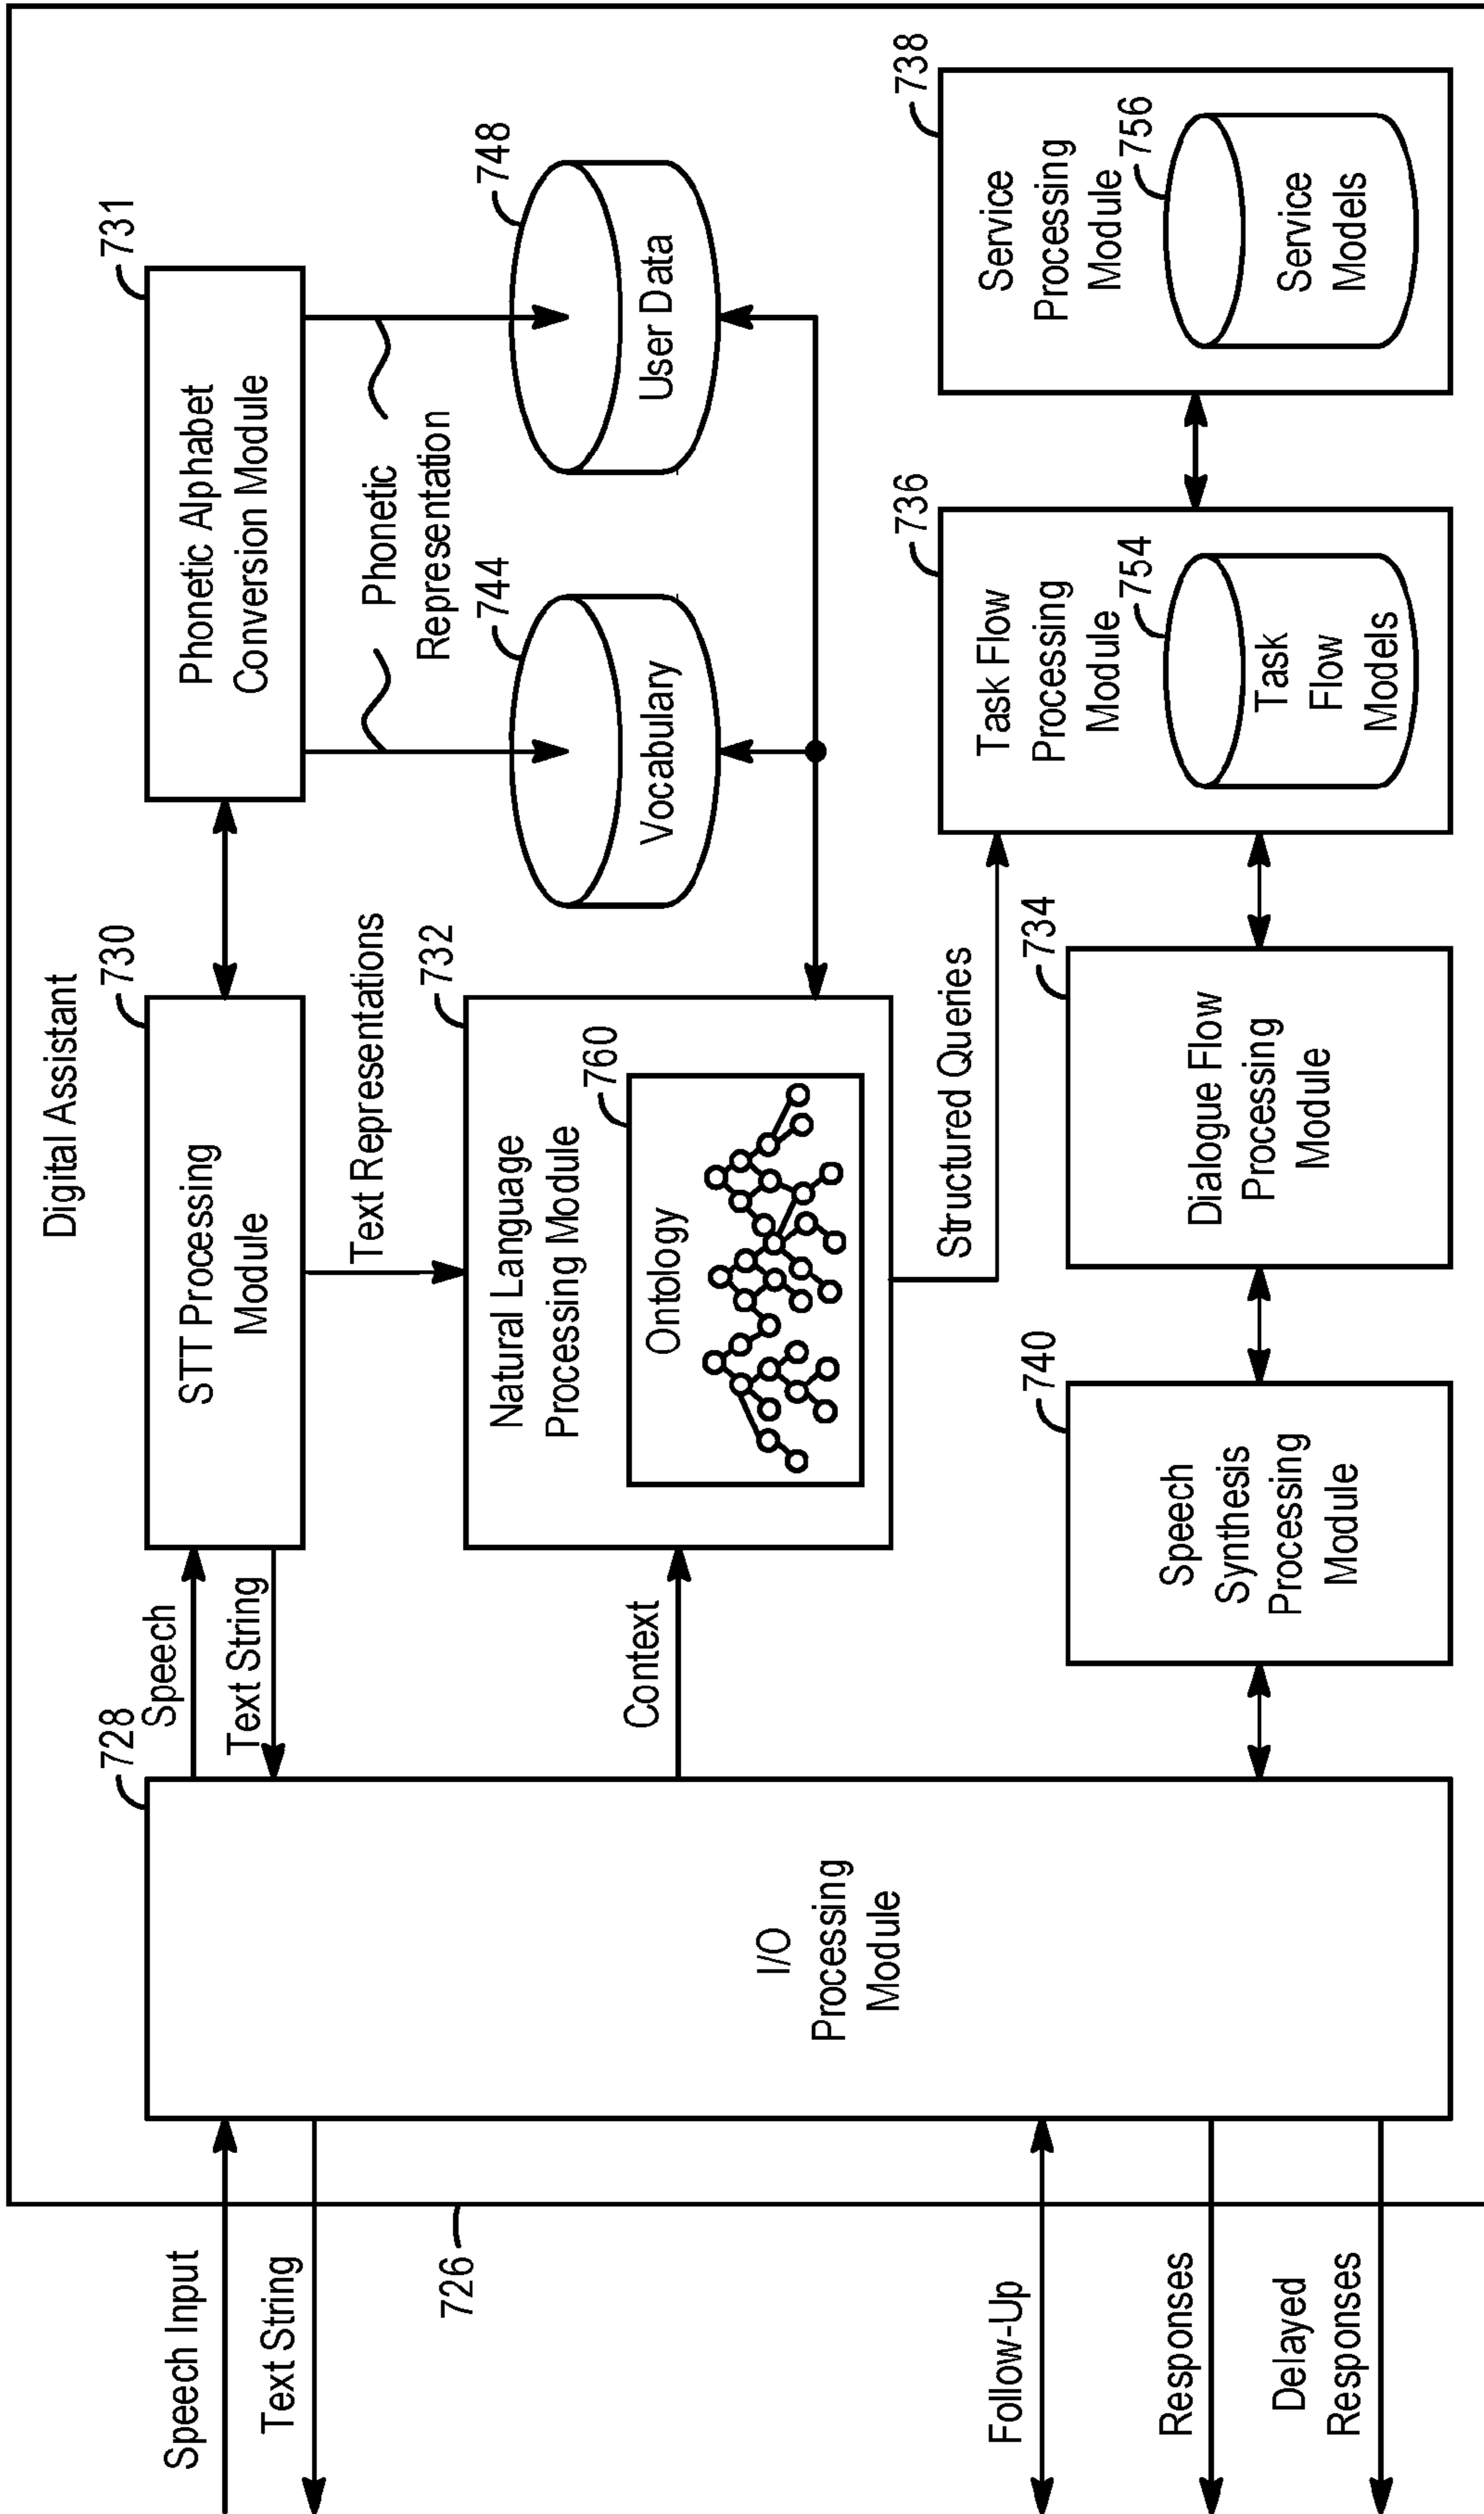 Digital Assistant
Speech Input
Text String
726
Follow-Up
Responses
Delayed
Responses
728
I/O
Processing
Module
Speech
Text String
Context
730
STT Processing
Module
Text Representations
731
Phonetic Alphabet
Conversion Module
Phonetic
Representation
744
Vocabulary
748
User Data
732
Natural Language
Processing Module
760
Ontology
Structured Queries
740
Speech
Synthesis
Processing
Module
734
Dialogue Flow
Processing
Module
736
Task Flow
Processing
Module
754
Task
Flow
Models
738
Service
Processing
Module
756
Service
Models